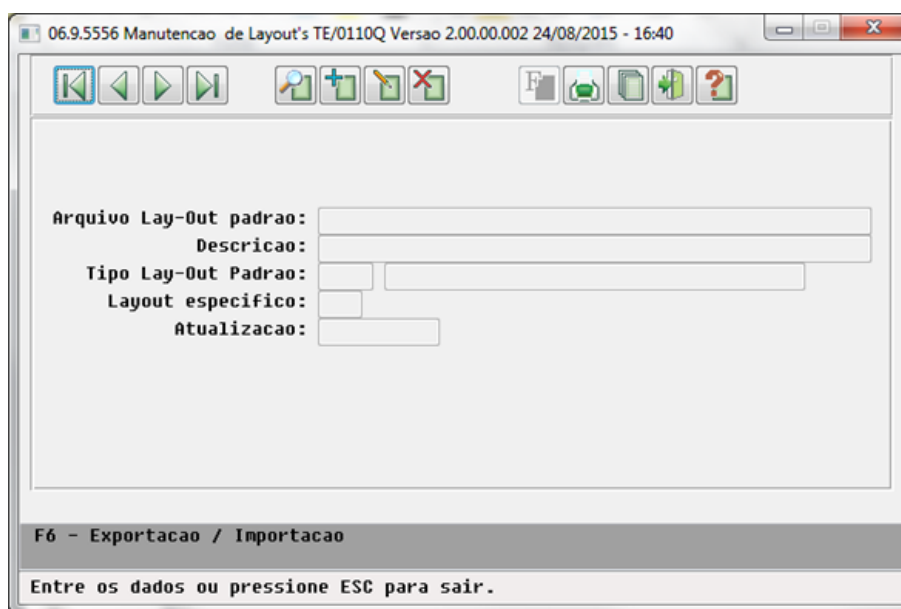 06.9.5556 Manutencao de Layout's TE/0110Q Versao 2.00.00.002 24/08/2015 - 16:40
F
?
Arquivo Lay-Out padrao:
Descricao:
Tipo Lay-Out Padrao:
Layout especifico:
Atualizacao:
F6 - Exportacao / Importacao
Entre os dados ou pressione ESC para sair.